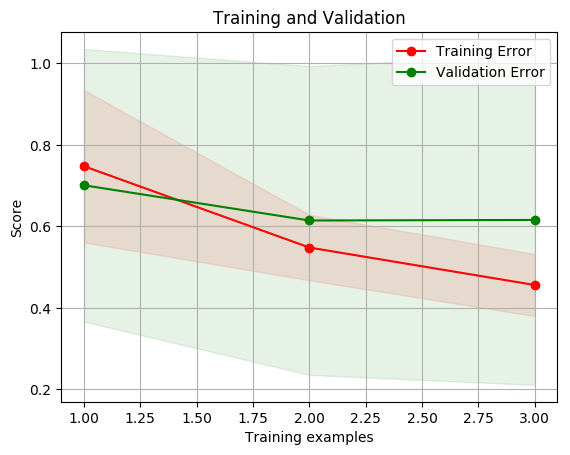 Training and Validation
Training Error
Validation Error
Score
1.0
0.8
0.6
0.4
0.2
1.00 1.25 1.50 1.75 2.00 2.25 2.50 2.75 3.00
Training examples